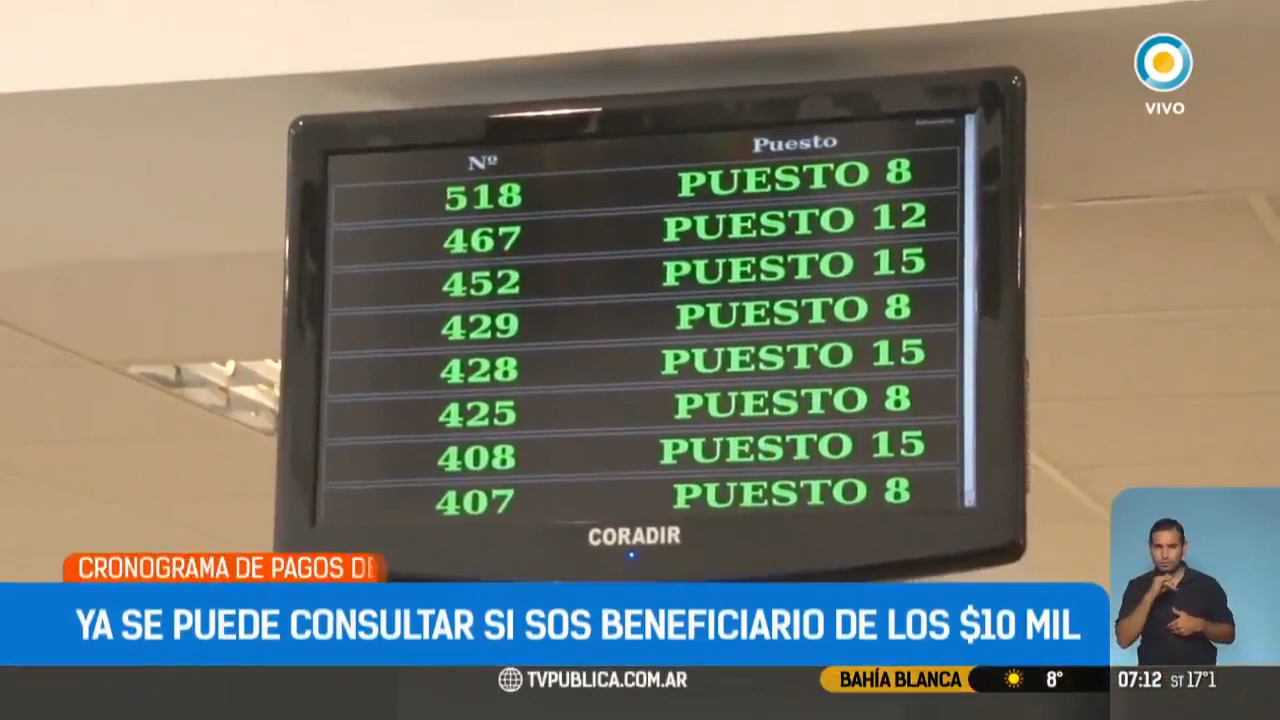 VIVO
Nº Puesto
518 PUESTO 8
467 PUESTO 12
452 PUESTO 15
429 PUESTO 8
428 PUESTO 15
425 PUESTO 8
408 PUESTO 15
407 PUESTO 8
CORADIR
CRONOGRAMA DE PAGOS DE
YA SE PUEDE CONSULTAR SI SOS BENEFICIARIO DE LOS $10 MIL
TVPUBLICA.COM.AR
BAHÍA BLANCA 8° 07:12 ST 17°1